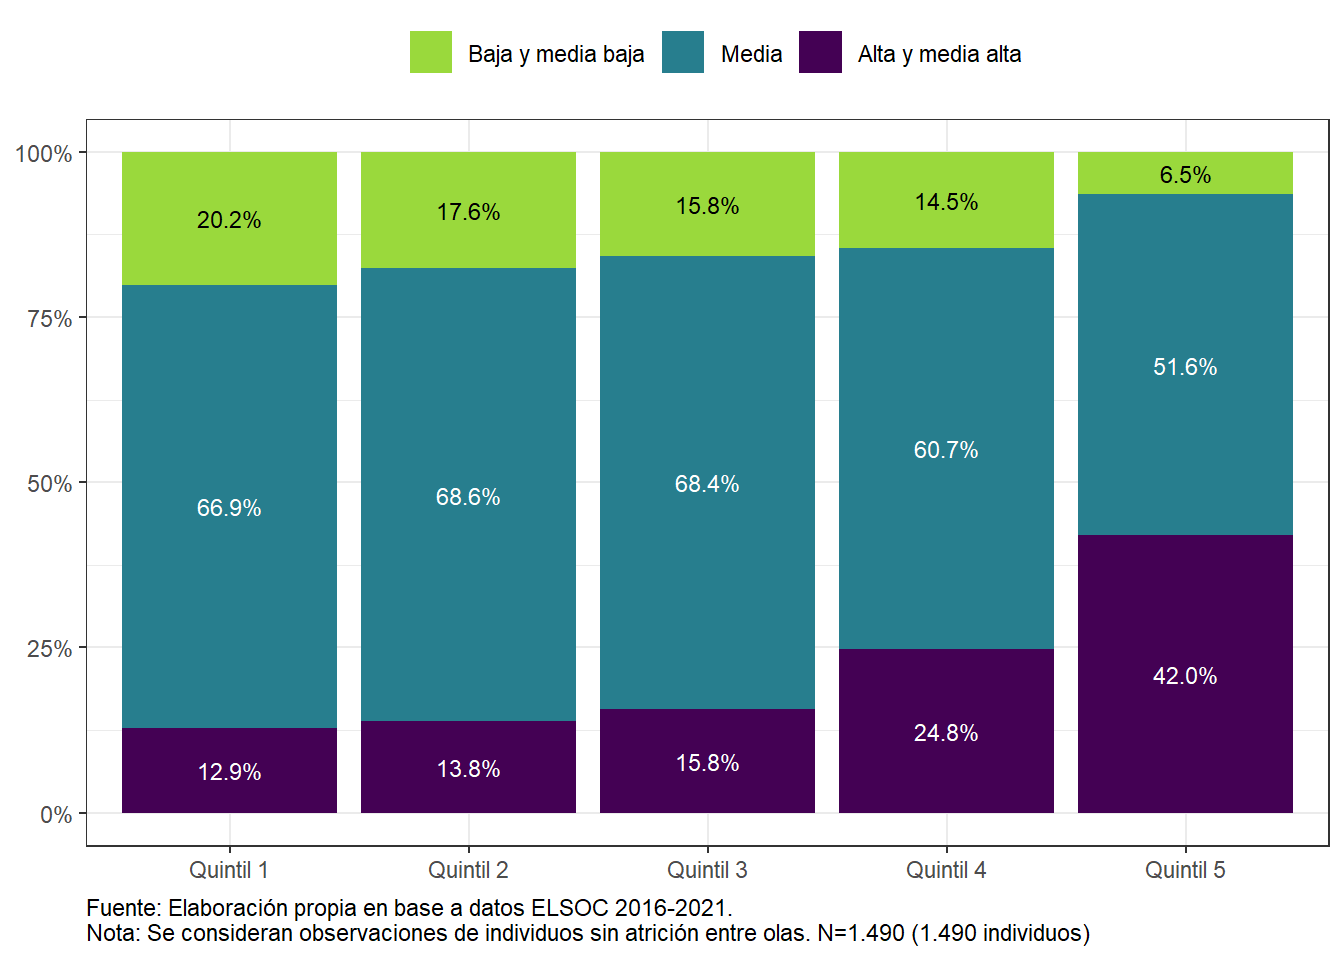 Baja y media baja Media Alta y media alta
100%
75%
50%
25%
0%
20.2% 17.6% 15.8% 14.5% 6.5%
66.9% 68.6% 68.4% 60.7% 51.6%
12.9% 13.8% 15.8% 24.8% 42.0%
Quintil 1 Quintil 2 Quintil 3 Quintil 4 Quintil 5
Fuente: Elaboración propia en base a datos ELSOC 2016-2021.
Nota: Se consideran observaciones de individuos sin atrición entre olas. N=1.490 (1.490 individuos)